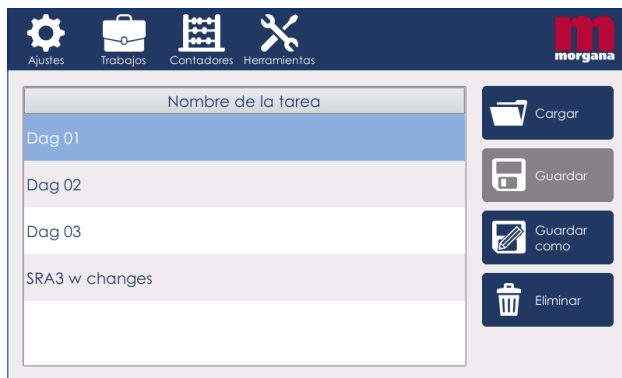 Ajustes Trabajos Contadores Herramientas
morgana
Nombre de la tarea
Dag 01
Dag 02
Dag 03
SRA3 w changes
Cargar
Guardar
Guardar
como
Eliminar